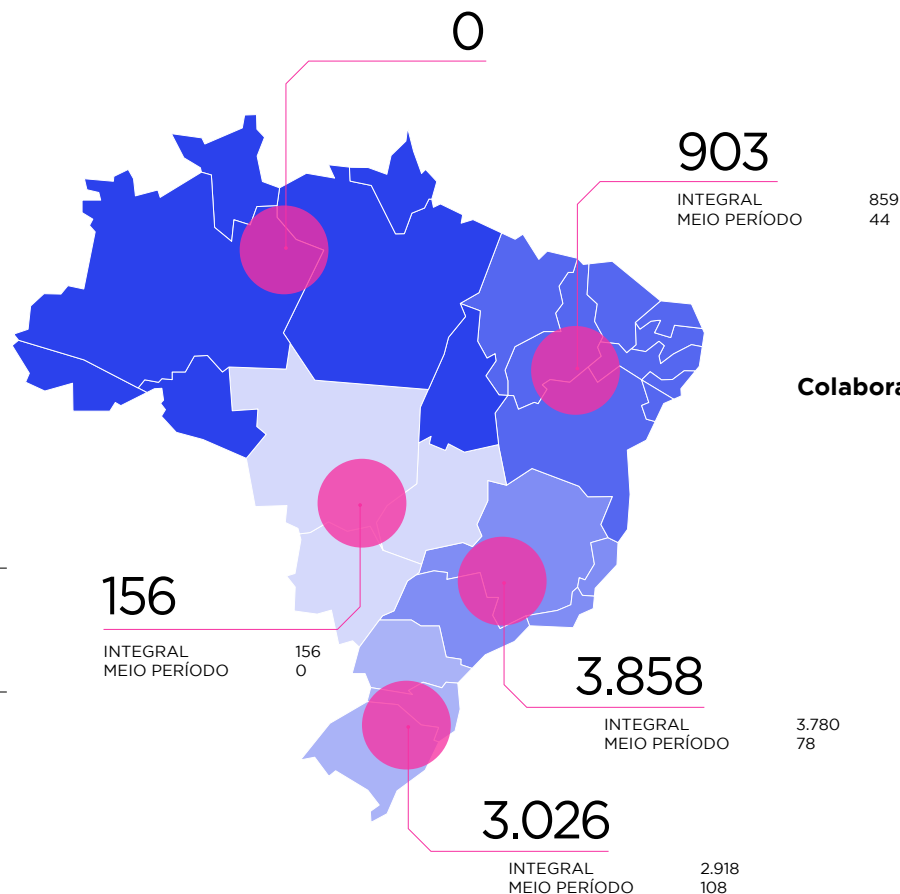 0
903
INTEGRAL 859
MEIO PERÍODO 44
Colabora
156
INTEGRAL 156
MEIO PERÍODO 0
3.858
INTEGRAL 3.780
MEIO PERÍODO 78
3.026
INTEGRAL 2.918
MEIO PERÍODO 108